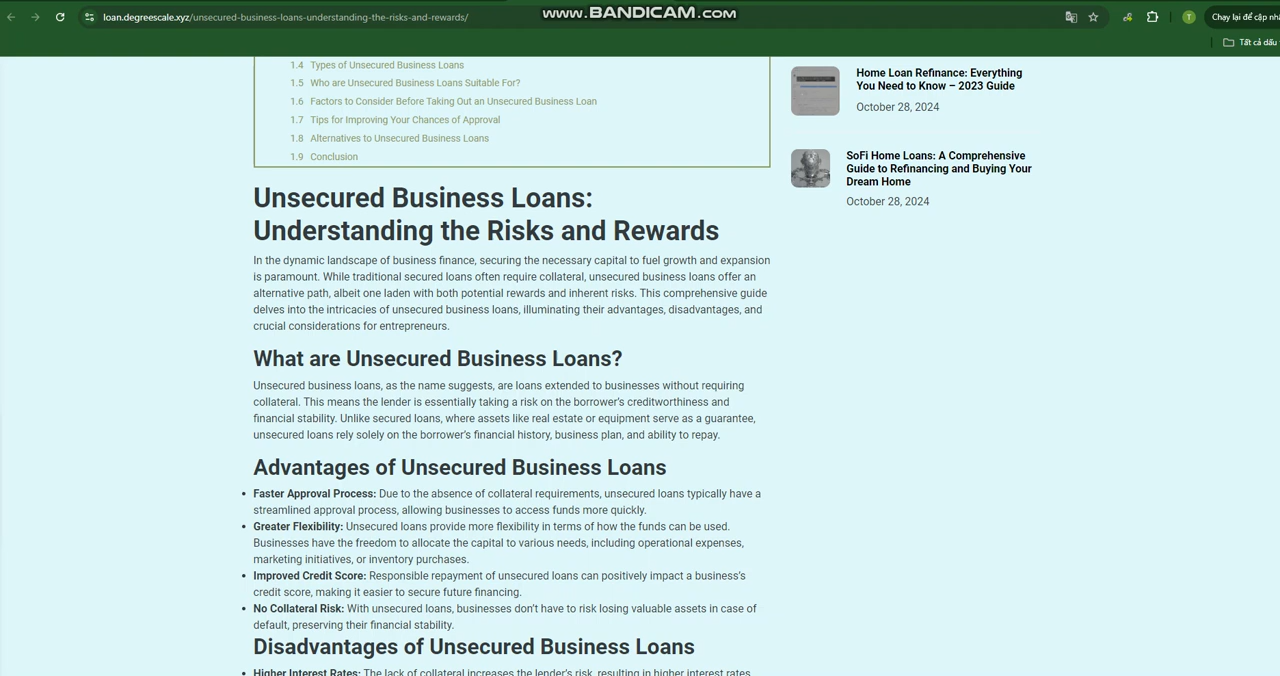 loan.degreescale.xyz/unsecured-business-loans-understanding-the-risks-and-rewards/
www.BANDICAM.com
T
Chạy lại để cập nhậ
Tất cả dấu
1.4 Types of Unsecured Business Loans
1.5 Who are Unsecured Business Loans Suitable For?
1.6 Factors to Consider Before Taking Out an Unsecured Business Loan
1.7 Tips for Improving Your Chances of Approval
1.8 Alternatives to Unsecured Business Loans
1.9 Conclusion
Unsecured Business Loans:
Understanding the Risks and Rewards
In the dynamic landscape of business finance, securing the necessary capital to fuel growth and expansion
is paramount. While traditional secured loans often require collateral, unsecured business loans offer an
alternative path, albeit one laden with both potential rewards and inherent risks. This comprehensive guide
delves into the intricacies of unsecured business loans, illuminating their advantages, disadvantages, and
crucial considerations for entrepreneurs.
What are Unsecured Business Loans?
Unsecured business loans, as the name suggests, are loans extended to businesses without requiring
collateral. This means the lender is essentially taking a risk on the borrower's creditworthiness and
financial stability. Unlike secured loans, where assets like real estate or equipment serve as a guarantee,
unsecured loans rely solely on the borrower's financial history, business plan, and ability to repay.
Advantages of Unsecured Business Loans
• Faster Approval Process: Due to the absence of collateral requirements, unsecured loans typically have a
streamlined approval process, allowing businesses to access funds more quickly.
• Greater Flexibility: Unsecured loans provide more flexibility in terms of how the funds can be used.
Businesses have the freedom to allocate the capital to various needs, including operational expenses,
marketing initiatives, or inventory purchases.
• Improved Credit Score: Responsible repayment of unsecured loans can positively impact a business's
credit score, making it easier to secure future financing.
• No Collateral Risk: With unsecured loans, businesses don't have to risk losing valuable assets in case of
default, preserving their financial stability.
Disadvantages of Unsecured Business Loans
• Higher Interest Rates: The lack of collateral increases the lender's risk, resulting in higher interest rates
Home Loan Refinance: Everything
You Need to Know – 2023 Guide
October 28, 2024
SoFi Home Loans: A Comprehensive
Guide to Refinancing and Buying Your
Dream Home
October 28, 2024